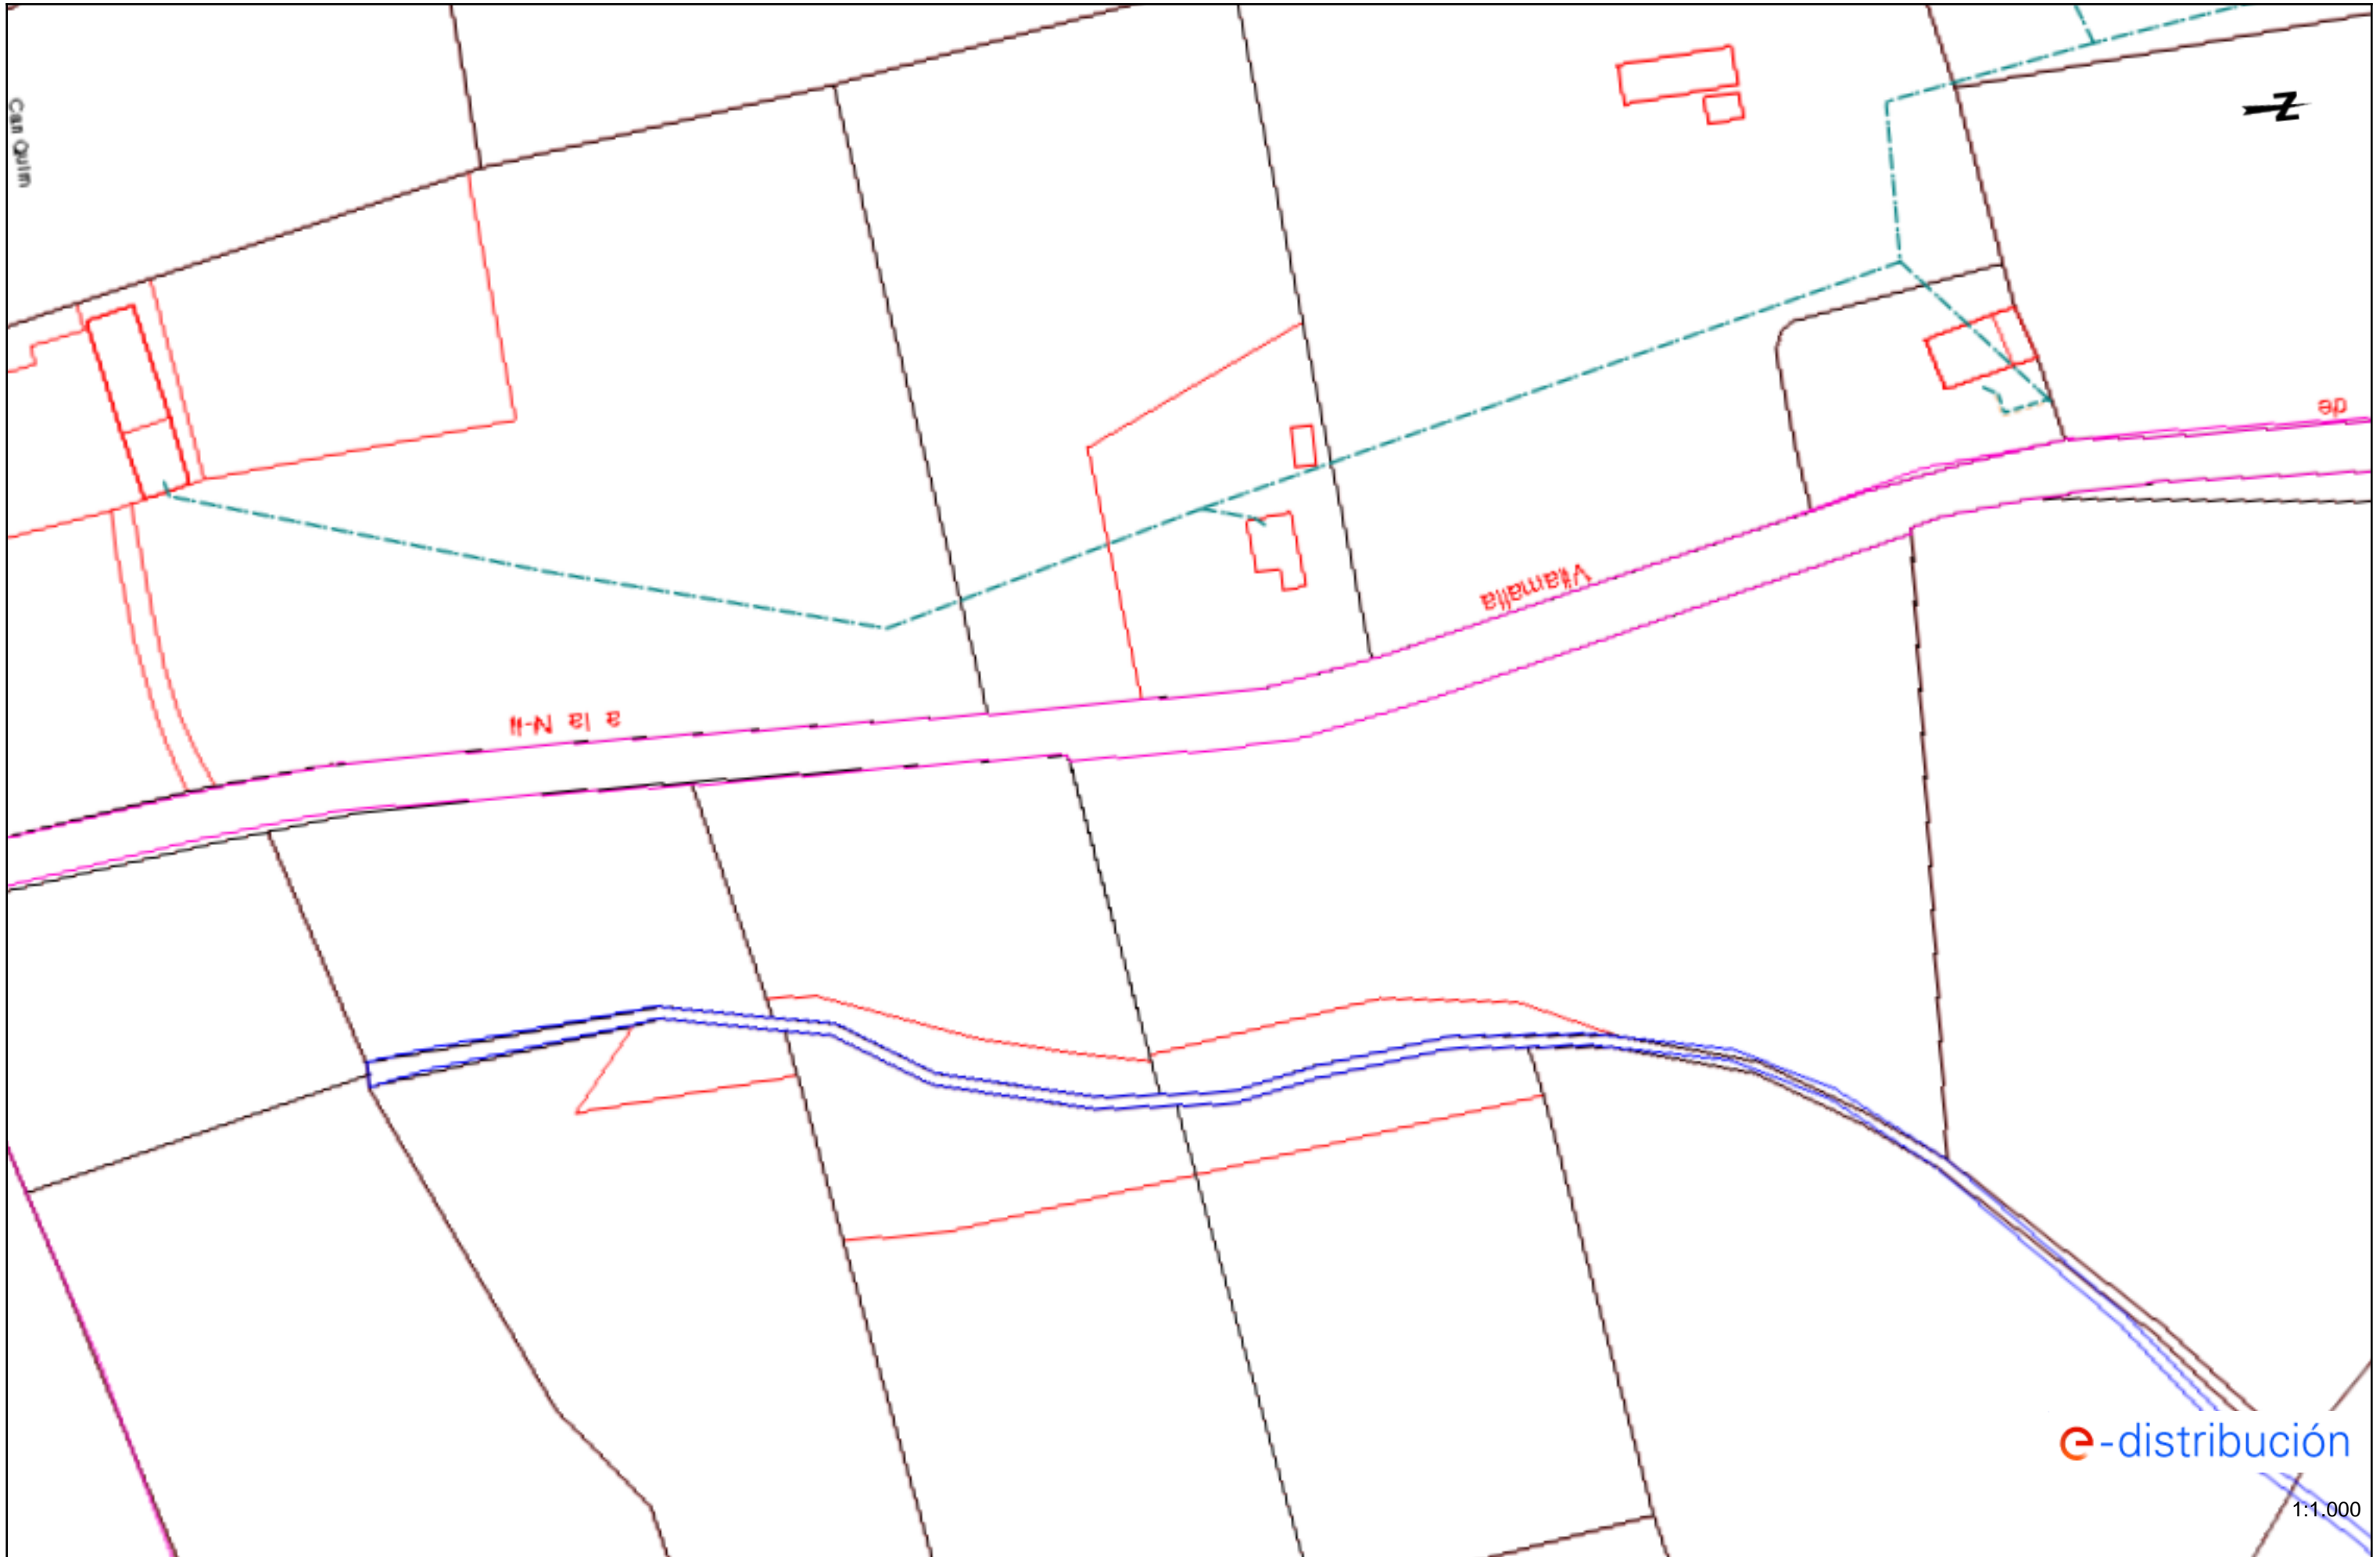 Can Quim
N
de
Vilamalla
a la N-II
e-distribución
1:1.000